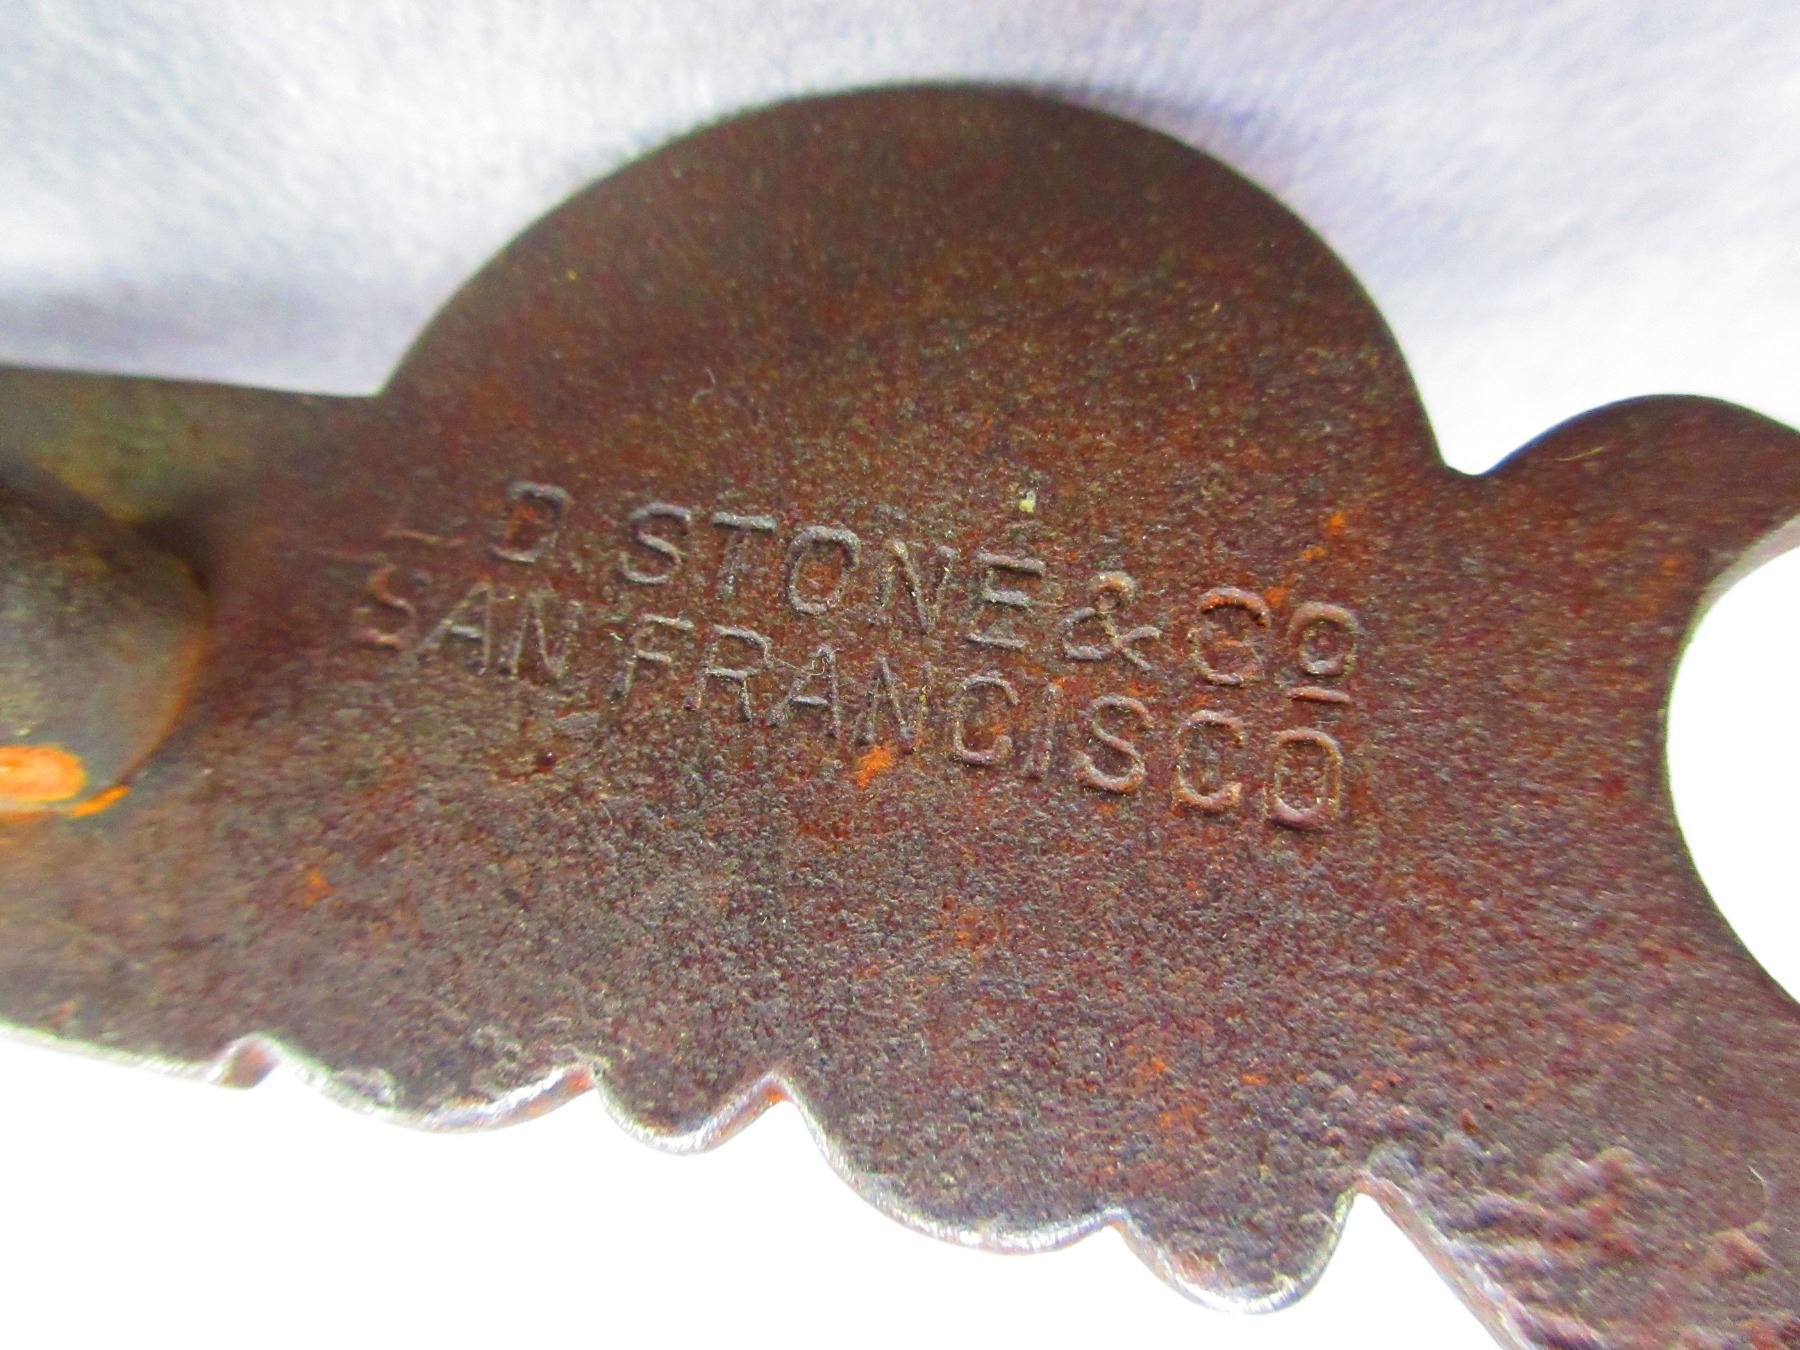 D. STONE & Co
SAN FRANCISCO